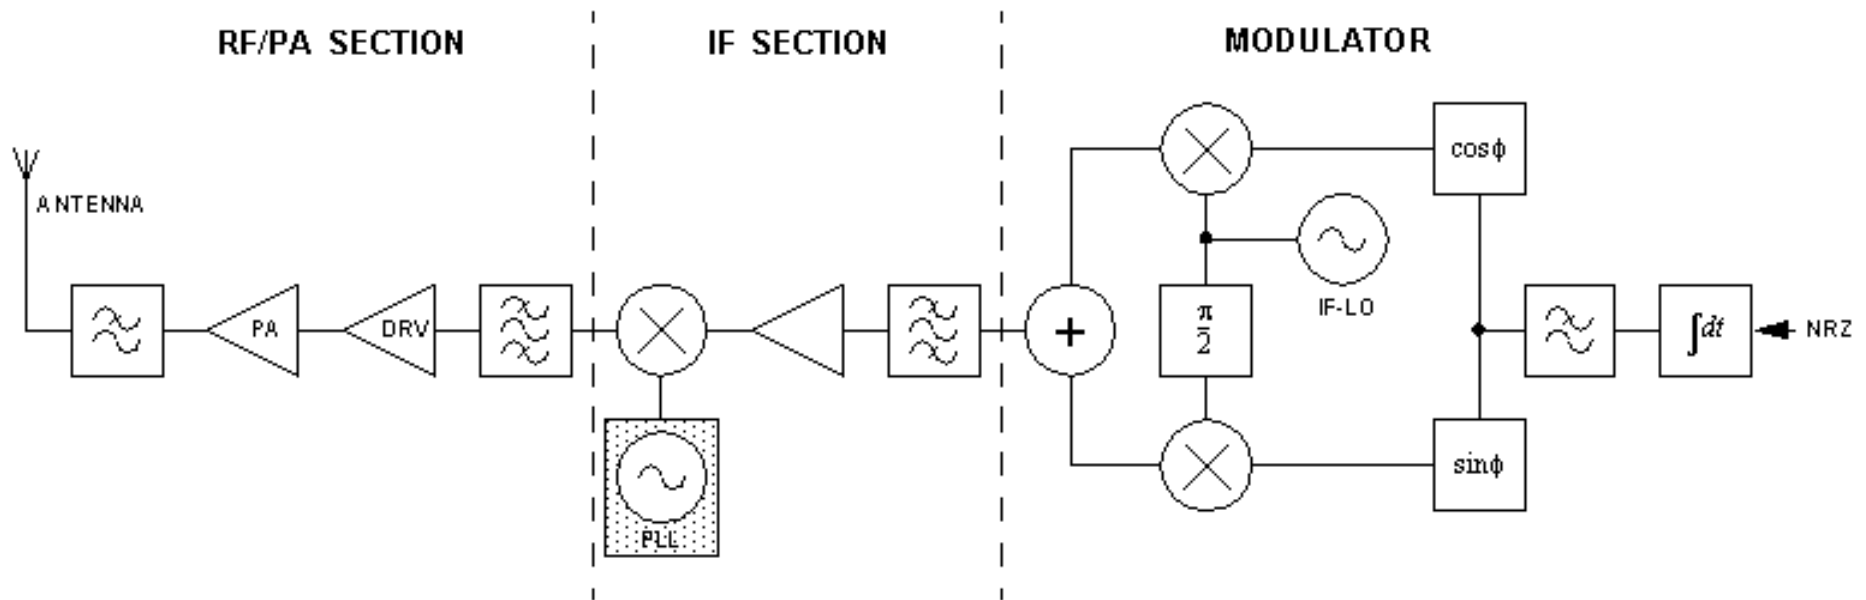 RF/PA SECTION
IF SECTION
MODULATOR
ANTENNA
cosϕ
IF-LO
PA
DRV
+
π
2
∫dt
NRZ
sinϕ
PLL